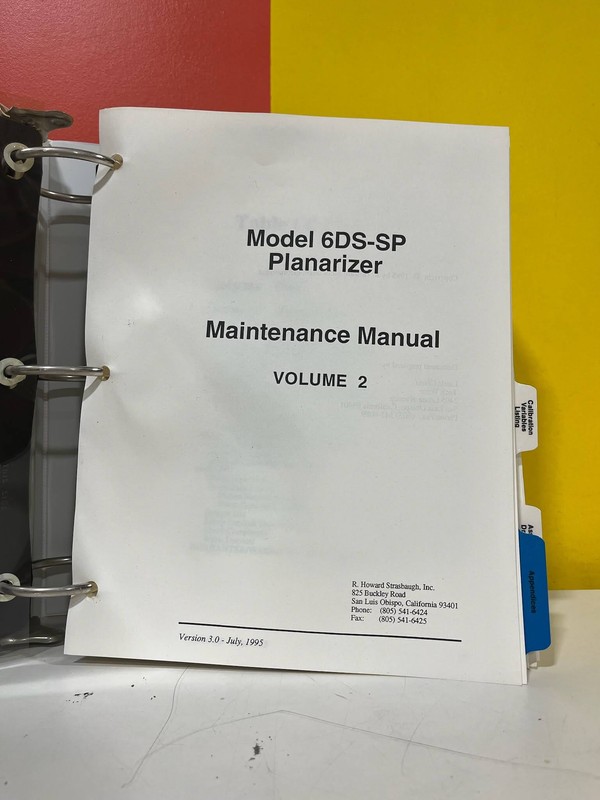 Model 6DS-SP
Planarizer
Maintenance Manual
VOLUME 2
R. Howard Strasbaugh, Inc.
825 Buckley Road
San Luis Obispo, California 93401
Phone: (805) 541-6424
Fax: (805) 541-6425
Version 3.0 - July, 1995
Calibration
Variables
Listing
Appendices